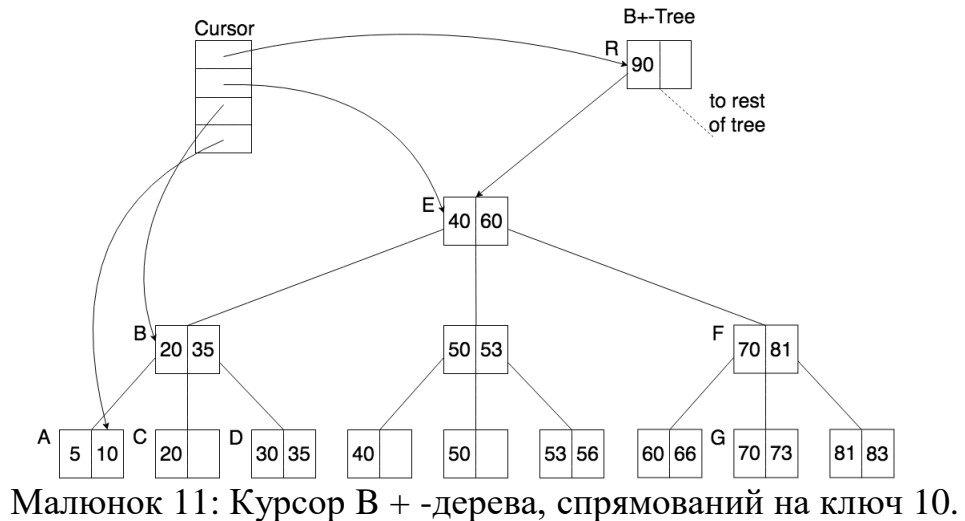 Cursor
B+-Tree
R
90
to rest
of tree
E
40 60
B
20 35
50 53
F
70 81
A
5 10
C
20
D
30 35
40
50
53 56
60 66
G
70 73
81 83
Малюнок 11: Курсор B + -дерева, спрямований на ключ 10.